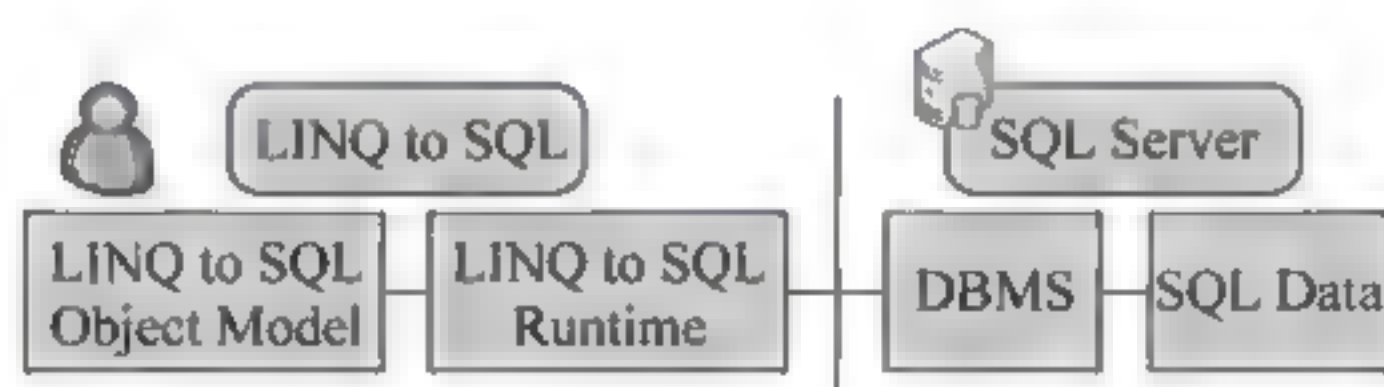 LINQ to SQL
SQL Server
LINQ to SQL
Object Model
LINQ to SQL
Runtime
DBMS
SQL Data